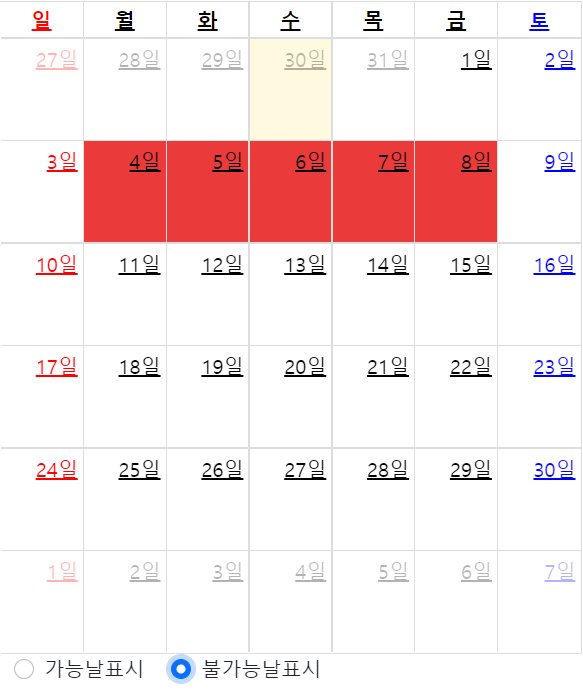 일 월 화 수 목 금 토
27일 28일 29일 30일 31일 1일 2일
3일 4일 5일 6일 7일 8일 9일
10일 11일 12일 13일 14일 15일 16일
17일 18일 19일 20일 21일 22일 23일
24일 25일 26일 27일 28일 29일 30일
1일 2일 3일 4일 5일 6일 7일
가능날표시 불가능날표시